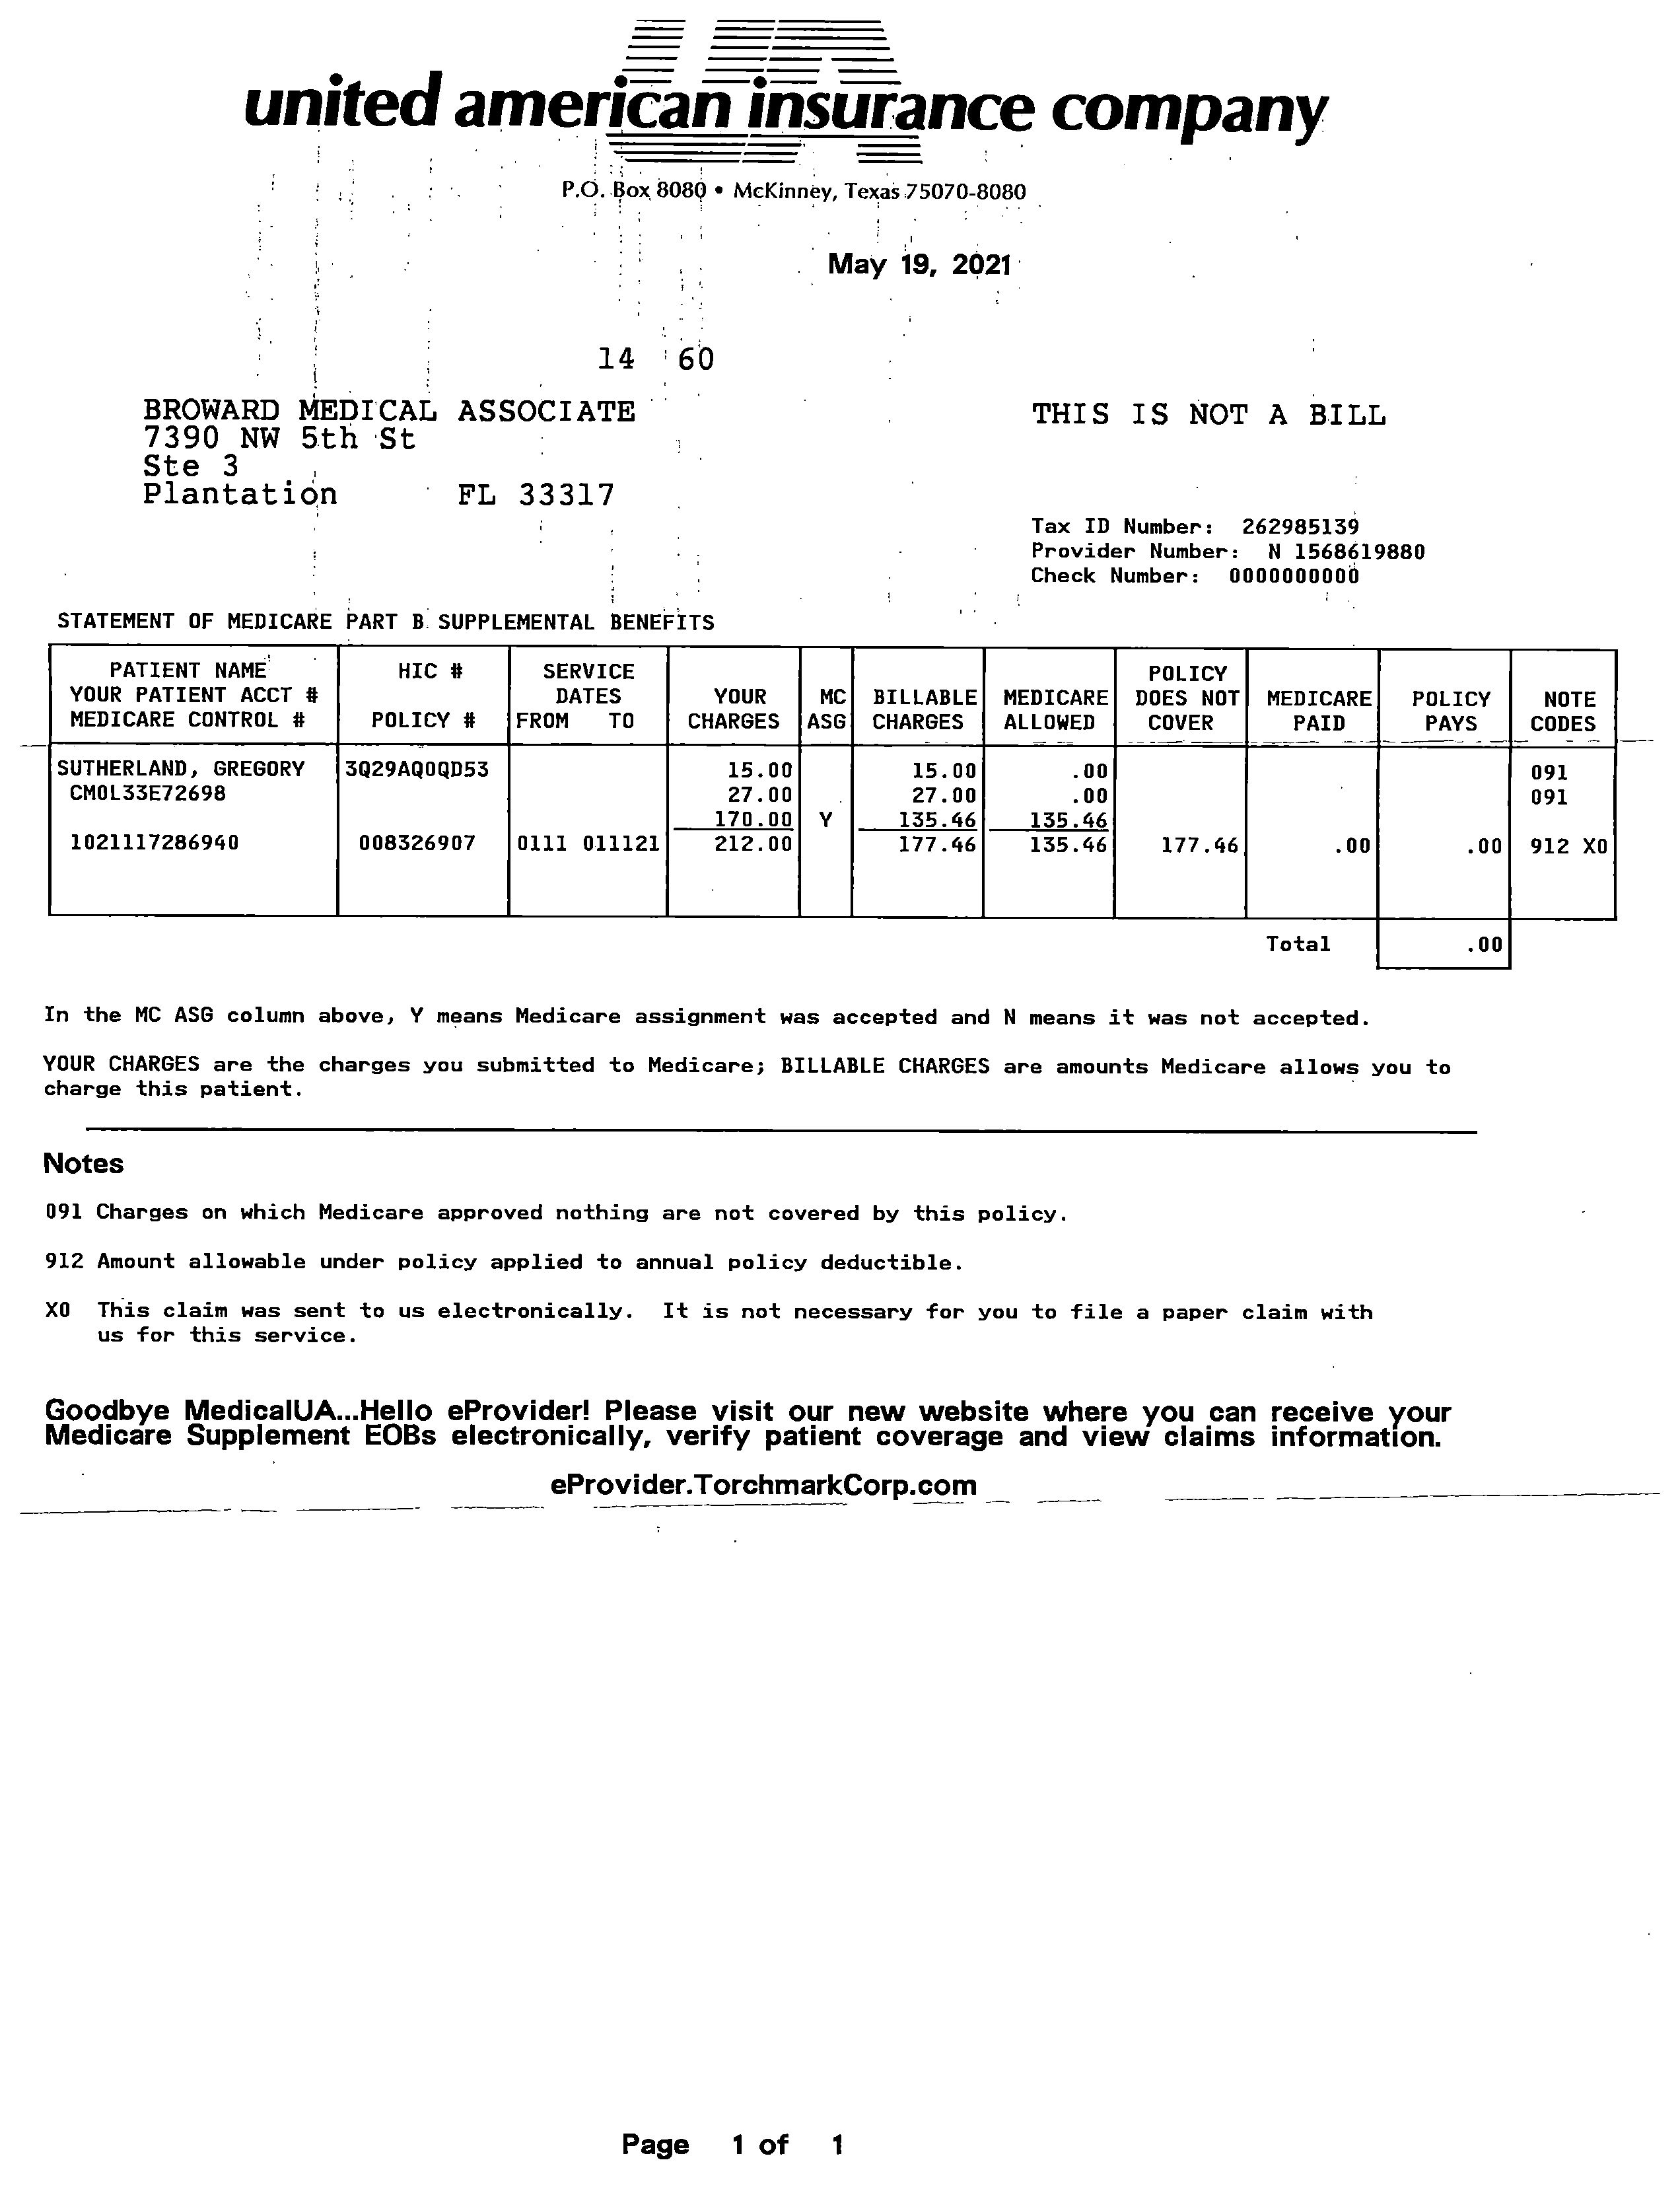 UA
united american insurance company
P.O. Box 8080 • McKinney, Texas 75070-8080
May 19, 2021
14 60
BROWARD MEDICAL ASSOCIATE
7390 NW 5th St
Ste 3
Plantation FL 33317
THIS IS NOT A BILL
Tax ID Number: 262985139
Provider Number: N 1568619880
Check Number: 0000000000
STATEMENT OF MEDICARE PART B SUPPLEMENTAL BENEFITS
PATIENT NAME HIC # SERVICE POLICY
YOUR PATIENT ACCT # DATES YOUR MC BILLABLE MEDICARE DOES NOT MEDICARE POLICY NOTE
MEDICARE CONTROL # POLICY # FROM TO CHARGES ASG CHARGES ALLOWED COVER PAID PAYS CODES
SUTHERLAND, GREGORY 3Q29AQ0QD53 15.00 15.00 .00 091
CMOL33E72698 27.00 27.00 .00 091
170.00 Y 135.46 135.46
1021117286940 008326907 0111 011121 212.00 177.46 135.46 177.46 .00 .00 912 X0
Total .00
In the MC ASG column above, Y means Medicare assignment was accepted and N means it was not accepted.
YOUR CHARGES are the charges you submitted to Medicare; BILLABLE CHARGES are amounts Medicare allows you to
charge this patient.
Notes
091 Charges on which Medicare approved nothing are not covered by this policy.
912 Amount allowable under policy applied to annual policy deductible.
X0 This claim was sent to us electronically. It is not necessary for you to file a paper claim with
us for this service.
Goodbye MedicalUA...Hello eProvider! Please visit our new website where you can receive your
Medicare Supplement EOBs electronically, verify patient coverage and view claims information.
eProvider.TorchmarkCorp.com
Page 1 of 1